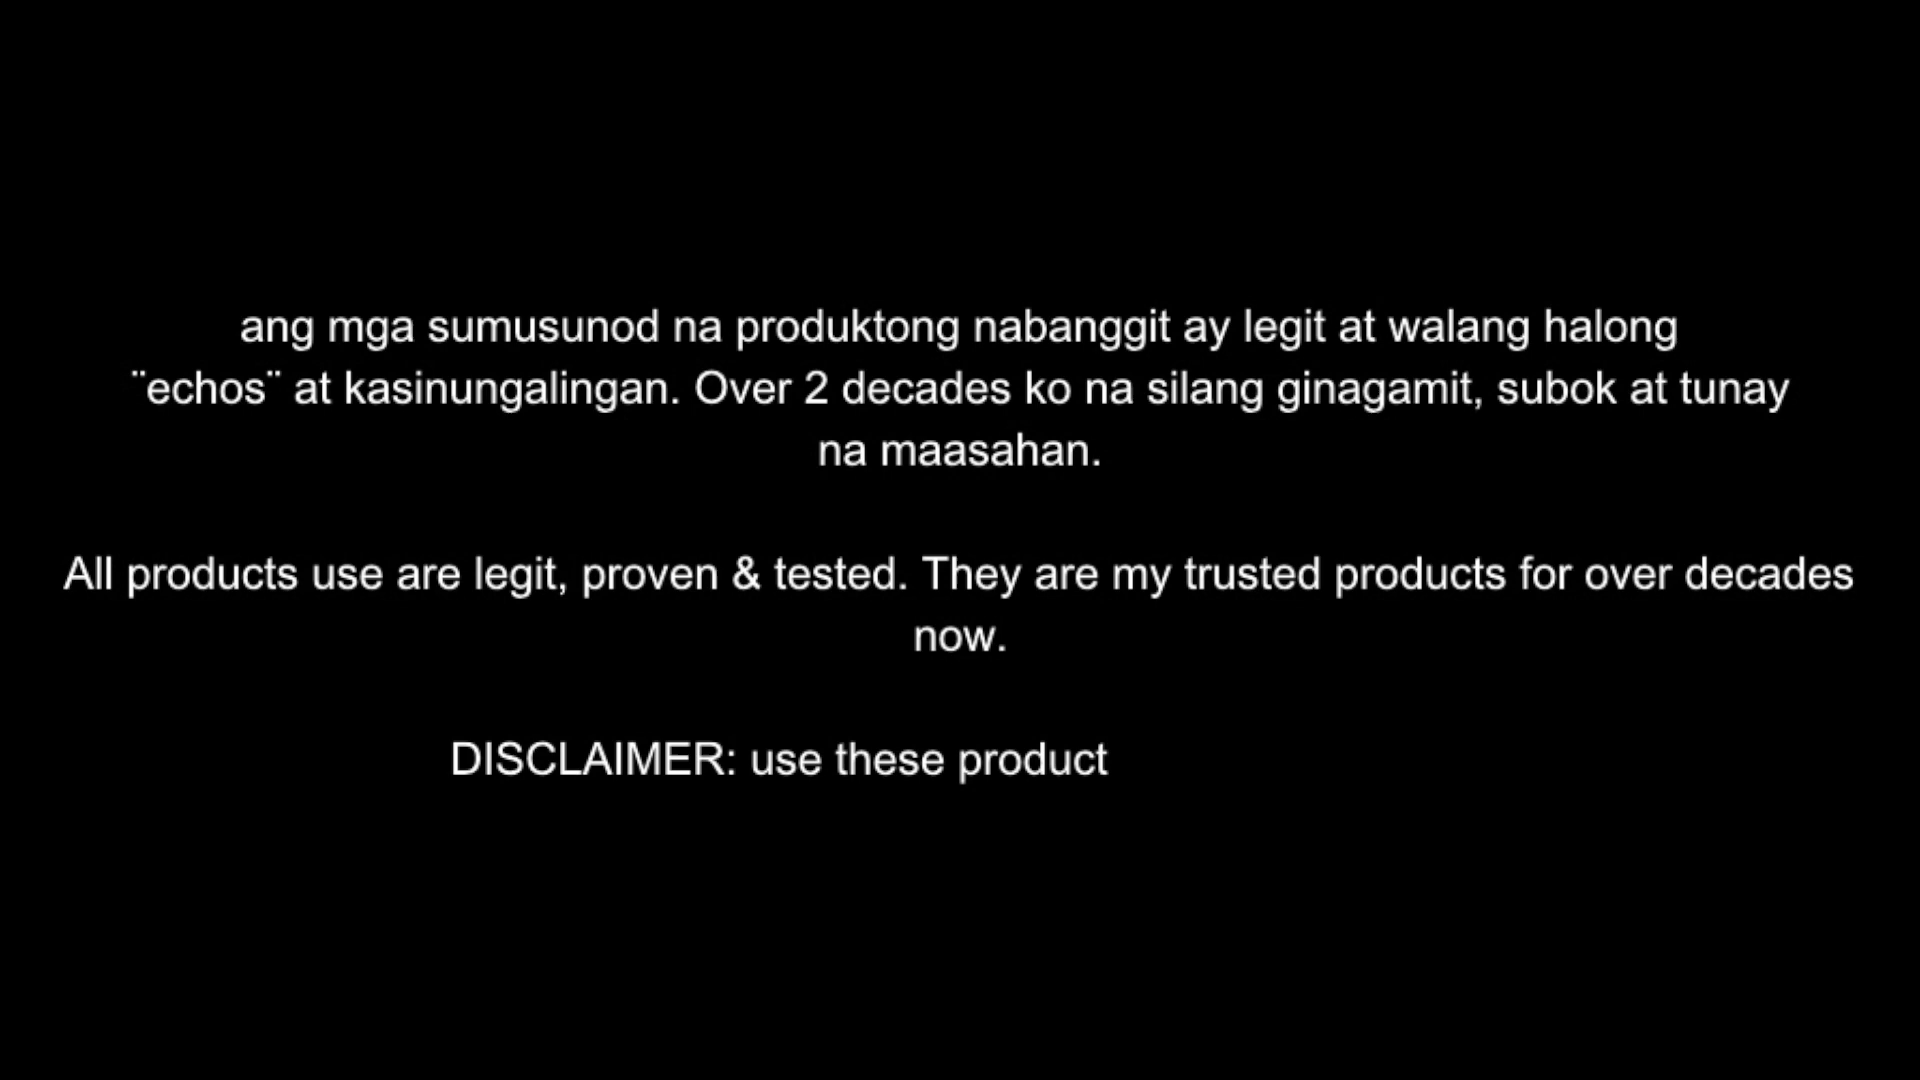 ang mga sumusunod na produktong nabanggit ay legit at walang halong
¨echos¨ at kasinungalingan. Over 2 decades ko na silang ginagamit, subok at tunay
na maasahan.
All products use are legit, proven & tested. They are my trusted products for over decades
now.
DISCLAIMER: use these product